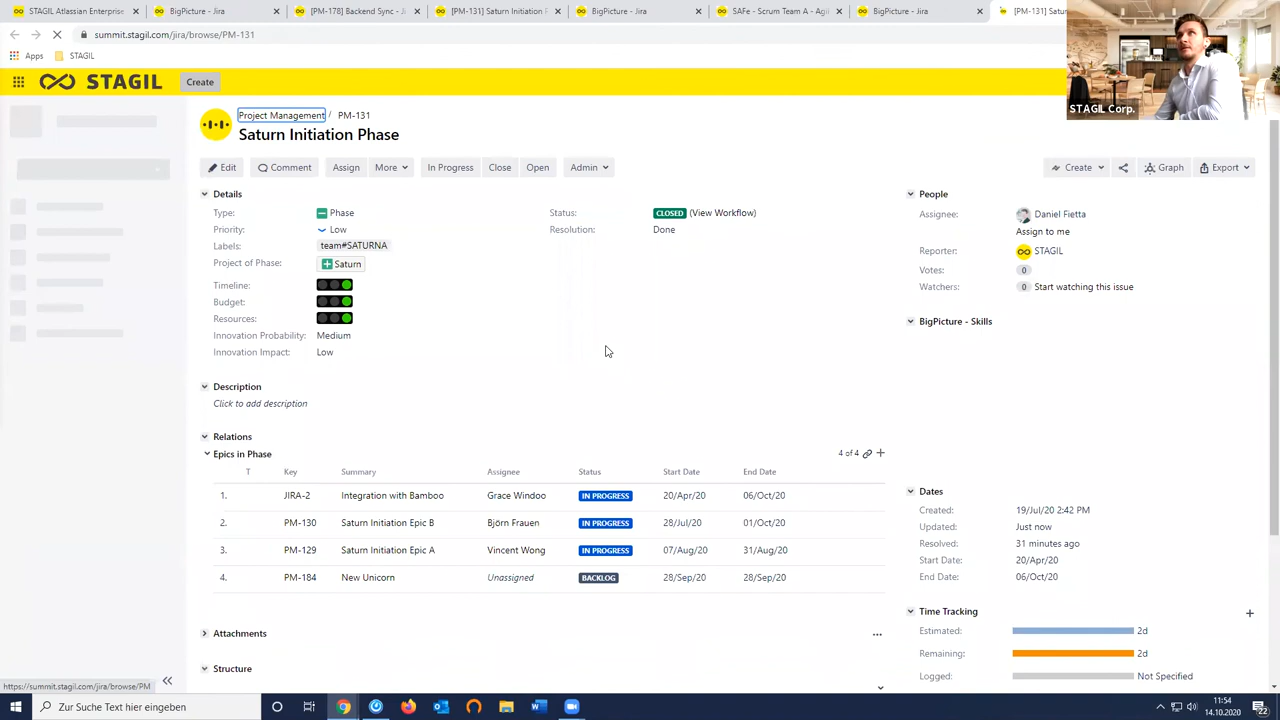 STAGIL Atlassian Enterprise
BigPicture - Jira
[PM-178] Backend Sync - Ji
[PM-131] Saturn Initiation
BigPicture - Jira
SAFe - Scrum Team A - Agil
BigPicture - Jira
[PM-131] Sat
summit.stagil.com/jira/browse/PM-131
Apps
STAGIL
STAGIL
Create
STAGIL Corp.
Project Management / PM-131
Saturn Initiation Phase
Edit
Comment
Assign
More
In Progress
Close
Open
Admin
Create
Graph
Export
Details
Type: Phase
Priority: Low
Labels: team#SATURNA
Project of Phase: Saturn
Timeline:
Budget:
Resources:
Innovation Probability: Medium
Innovation Impact: Low
Status: CLOSED (View Workflow)
Resolution: Done
Description
Click to add description
Relations
Epics in Phase
4 of 4
T Key Summary Assignee Status Start Date End Date
1. JIRA-2 Integration with Bamboo Grace Windoo IN PROGRESS 20/Apr/20 06/Oct/20
2. PM-130 Saturn Initiation Epic B Björn Frauen IN PROGRESS 28/Jul/20 01/Oct/20
3. PM-129 Saturn Initiation Epic A Vincent Wong IN PROGRESS 07/Aug/20 31/Aug/20
4. PM-184 New Unicorn Unassigned BACKLOG 28/Sep/20 28/Sep/20
Attachments
Structure
People
Assignee: Daniel Fietta
Assign to me
Reporter: STAGIL
Votes: 0
Watchers: 0 Start watching this issue
BigPicture - Skills
Dates
Created: 19/Jul/20 2:42 PM
Updated: Just now
Resolved: 31 minutes ago
Start Date: 20/Apr/20
End Date: 06/Oct/20
Time Tracking
Estimated: 2d
Remaining: 2d
Logged: Not Specified
https://summit.stagil.com/jira/browse/PM
Zur Suche Text hier eingeben
11:54
14.10.2020
22